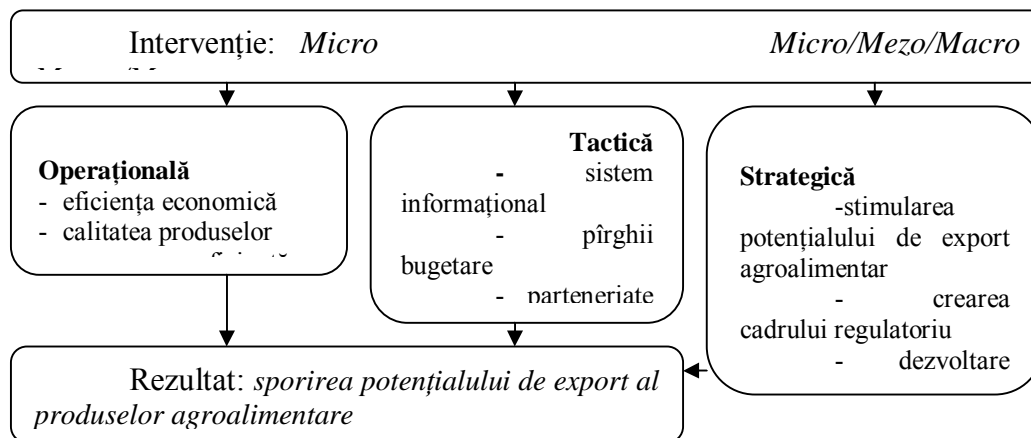 Intervenție: Micro Micro/Mezo/Macro
Operațională
- eficiența economică
- calitatea produselor
Tactică
- sistem
informațional
- pîrghii
bugetare
- parteneriate
Strategică
-stimularea
potențialului de export
agroalimentar
- crearea
cadrului regulatoriu
- dezvoltare
Rezultat: sporirea potențialului de export al
produselor agroalimentare